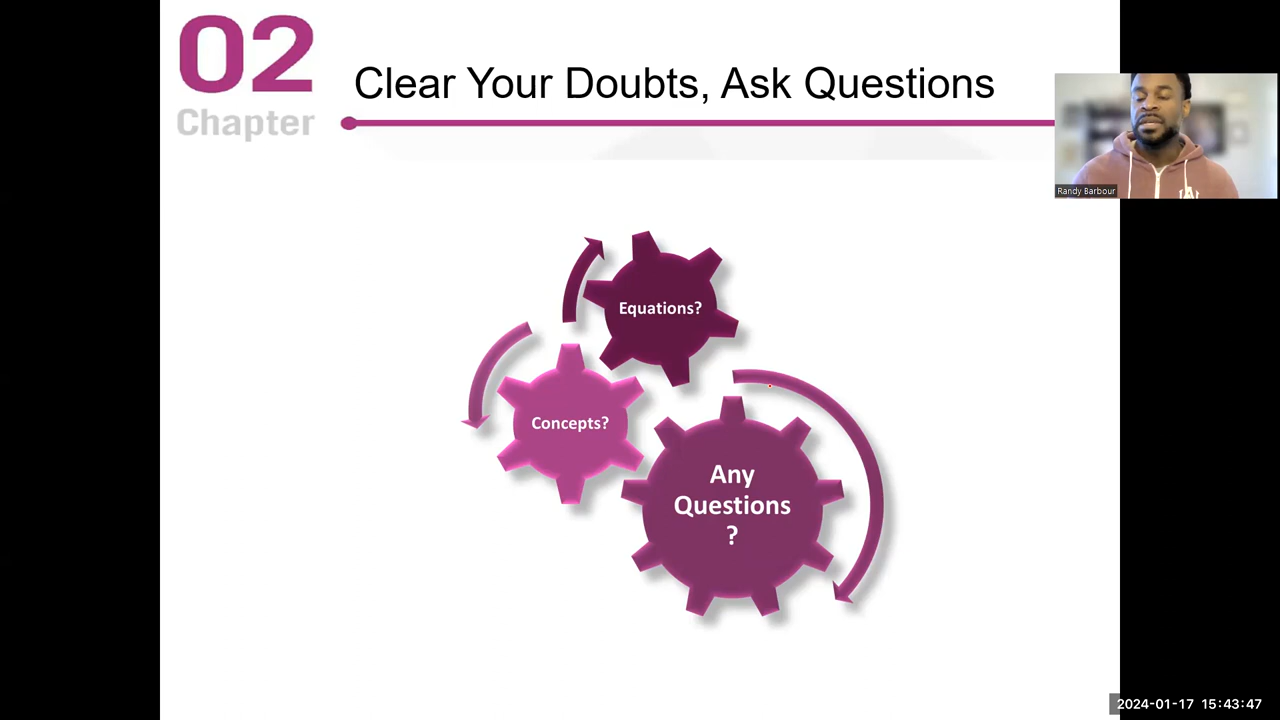 02
Chapter
Clear Your Doubts, Ask Questions
Randy Barbour
Equations?
Concepts?
Any
Questions
?
2024-01-17 15:43:47